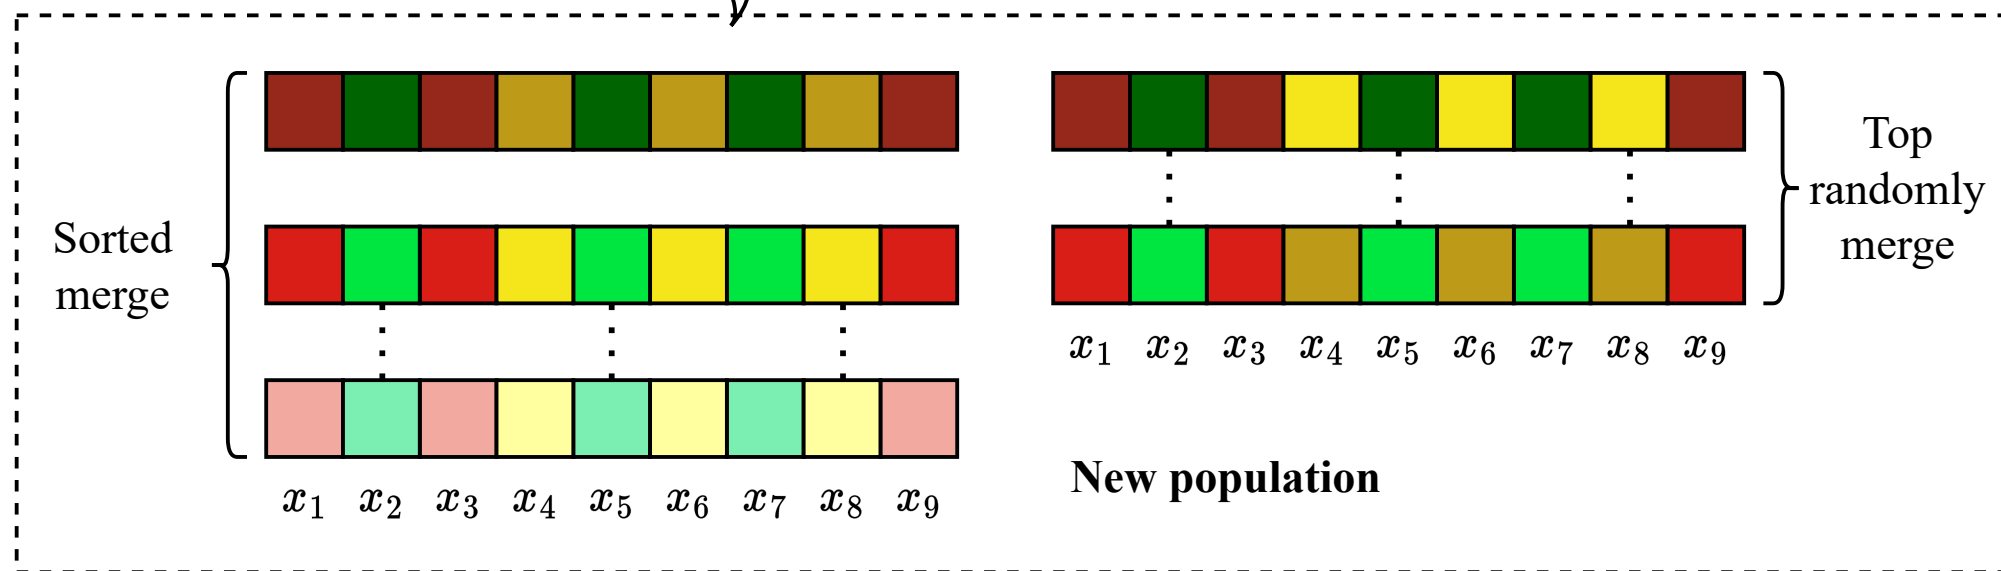 Sorted
merge
x₁ x₂ x₃ x₄ x₅ x₆ x₇ x₈ x₉
x₁ x₂ x₃ x₄ x₅ x₆ x₇ x₈ x₉
New population
Top
randomly
merge